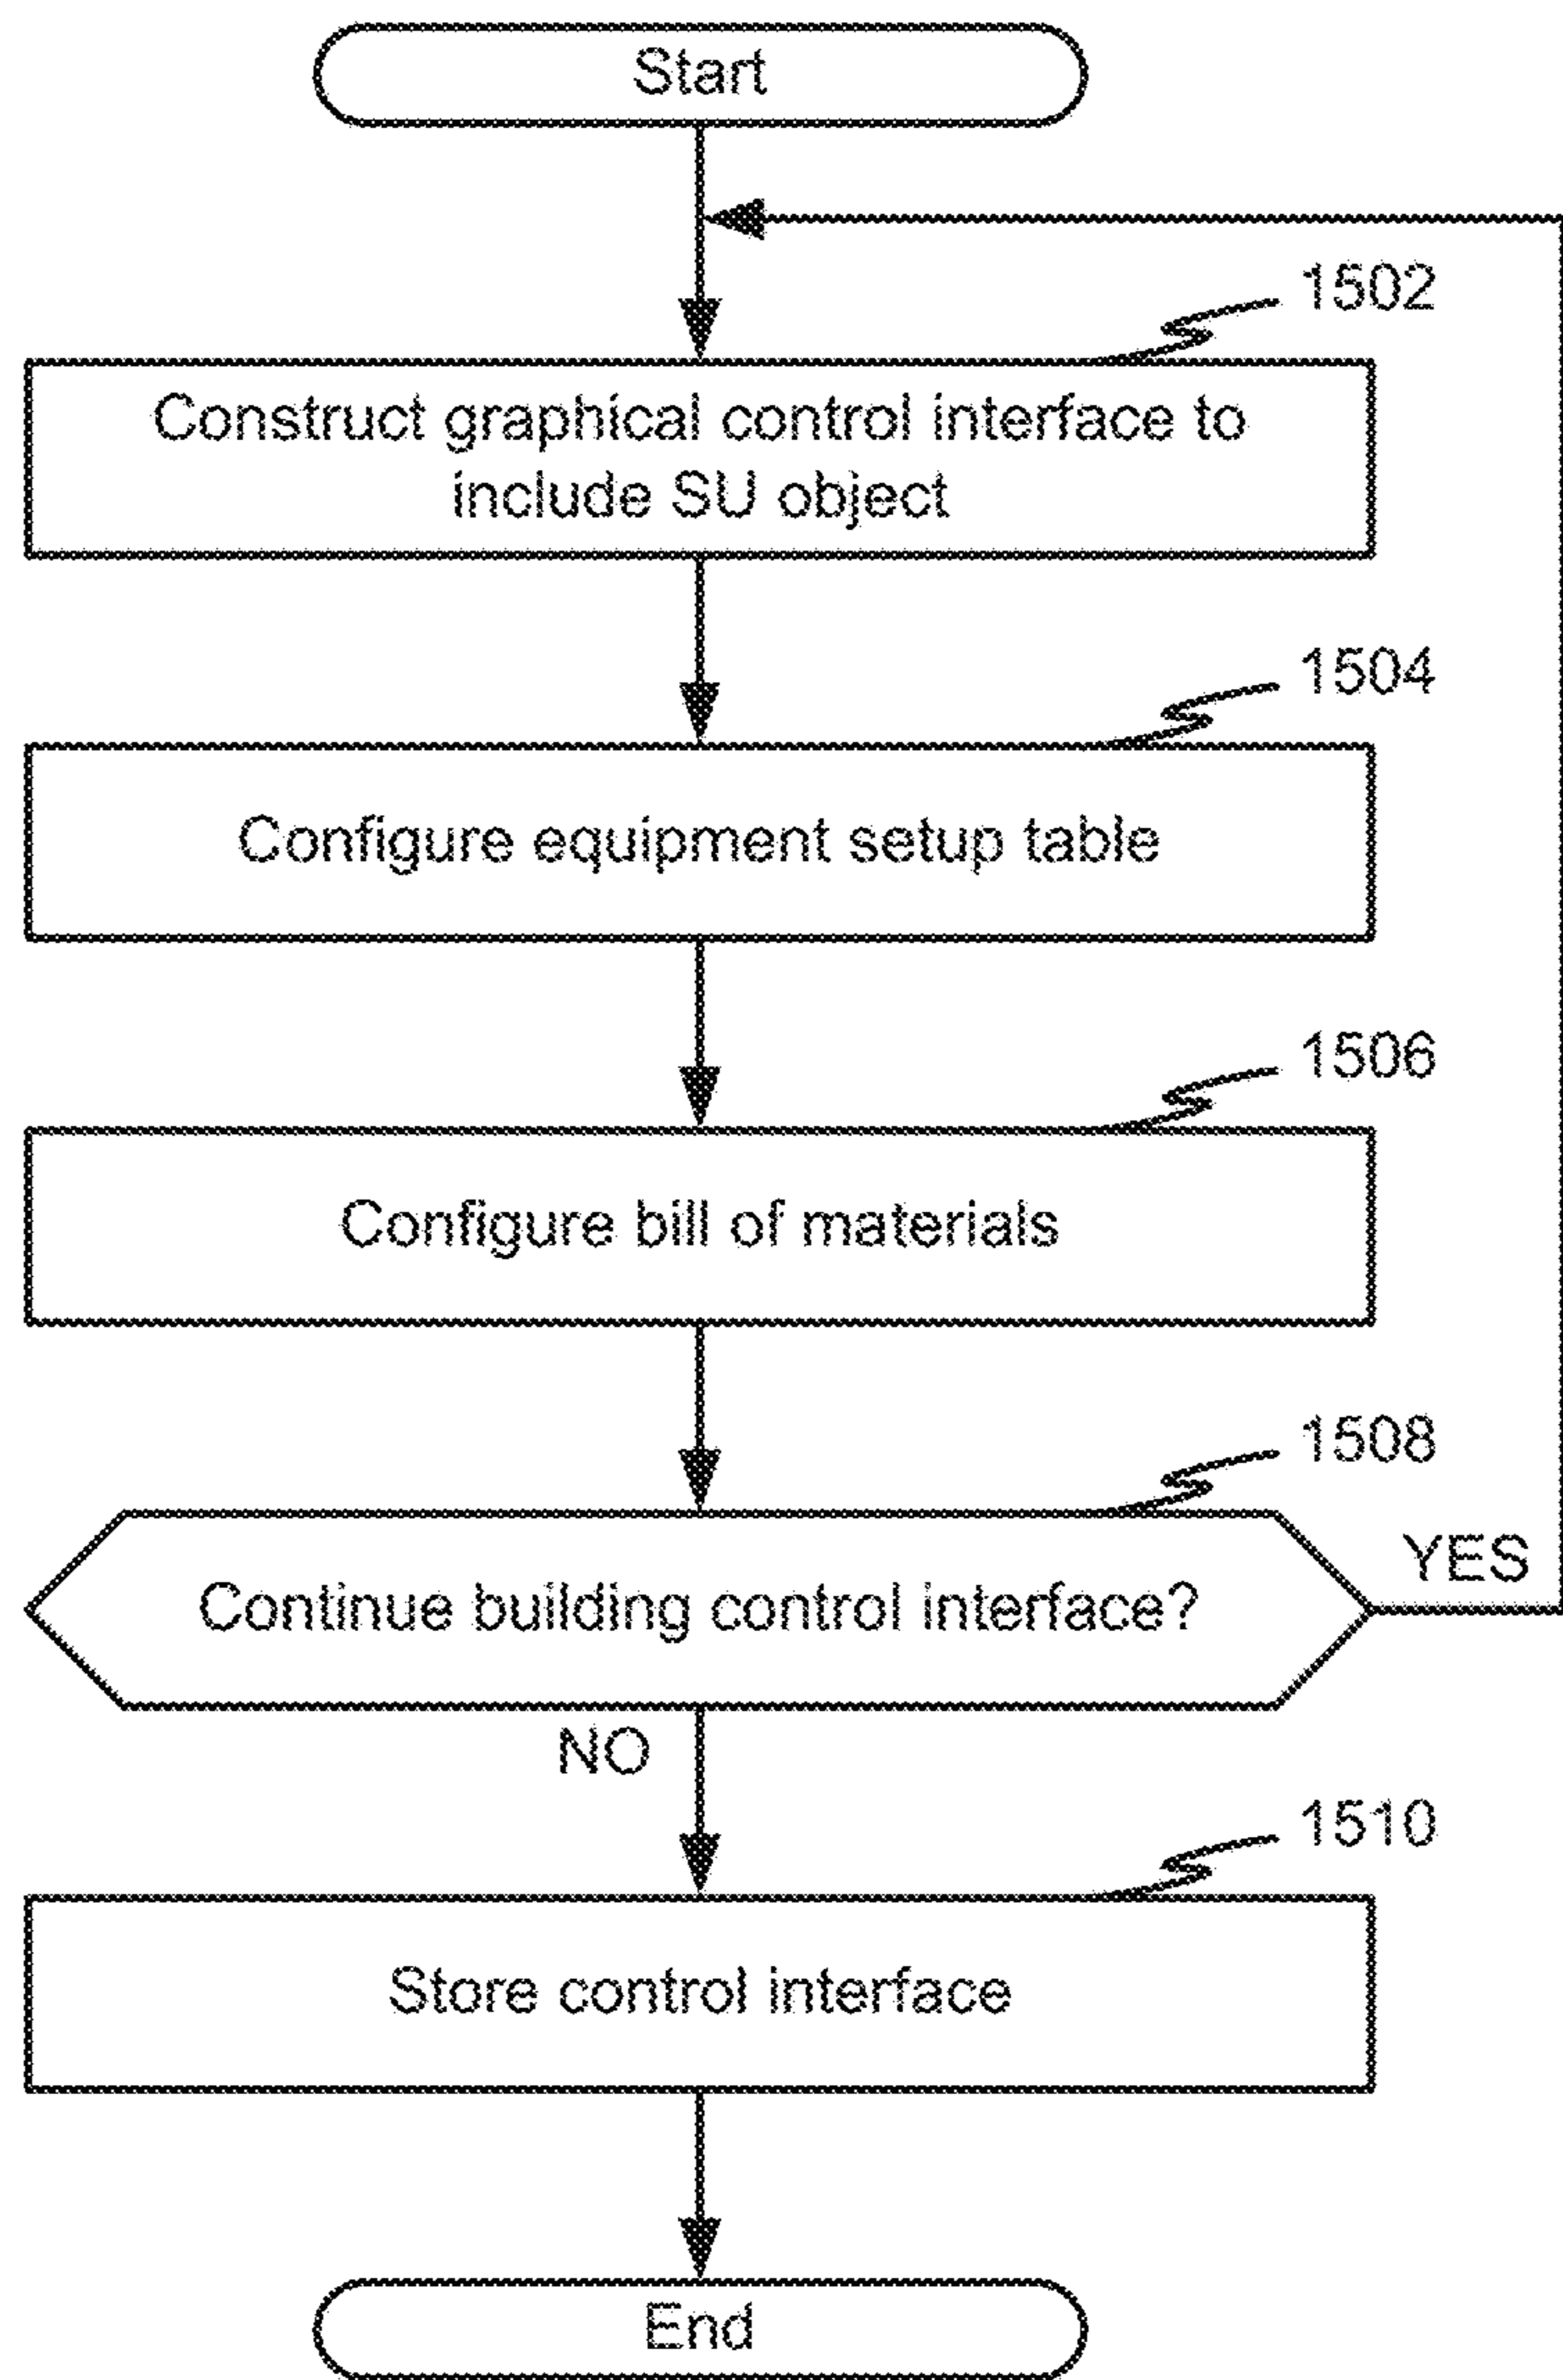 Start
1502
Construct graphical control interface to
include SU object
1504
Configure equipment setup table
1506
Configure bill of materials
1508
YES
Continue building control interface?
NO
1510
Store control interface
End